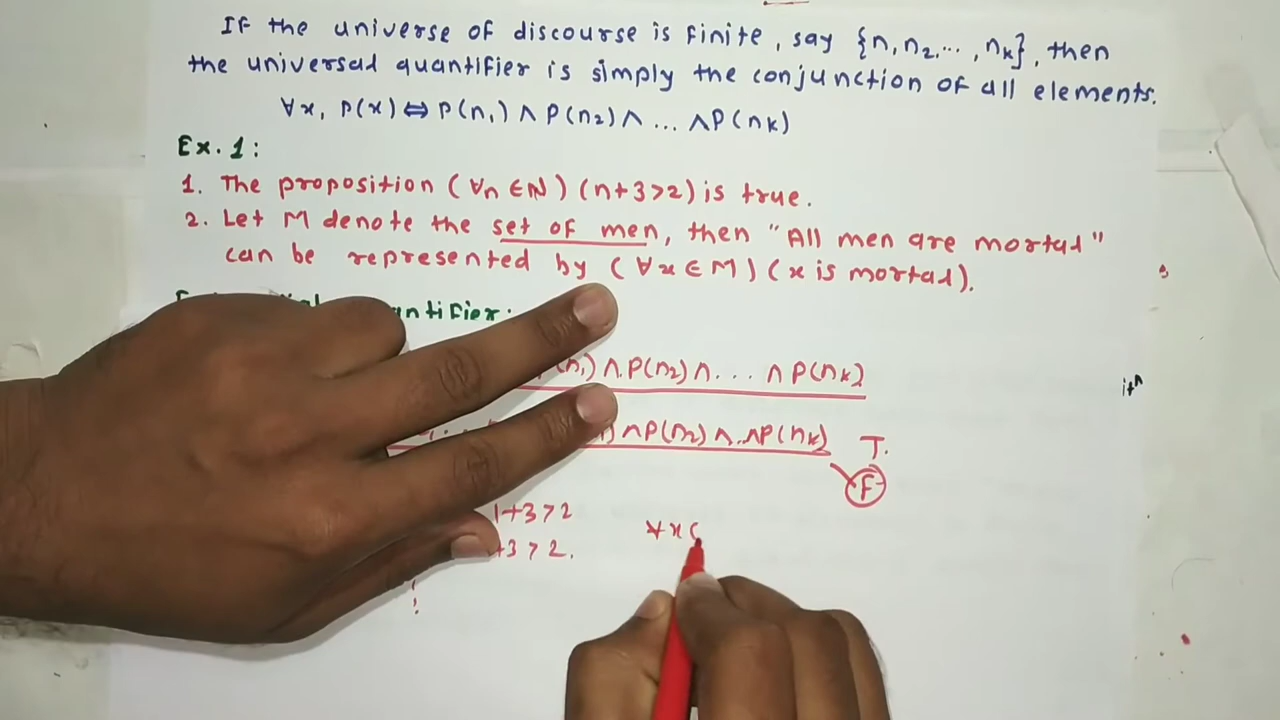 If the universe of discourse is finite, say {n, n2, ..., nk}, then
the universal quantifier is simply the conjunction of all elements.
∀x, P(x) ⇔ P(n1) ∧ P(n2) ∧ ... ∧ P(nk)
Ex. 1:
1. The proposition (∀n ∈ N) (n+3>2) is true.
2. Let M denote the set of men, then "All men are mortal"
can be represented by (∀x ∈ M) (x is mortal).
(n1) ∧ P(n2) ∧ ... ∧ P(nk)
it^n
) ∧ P(n2) ∧ .. ∧ P(nk) T.
F
1+3>2 ∀x(
+3>2.